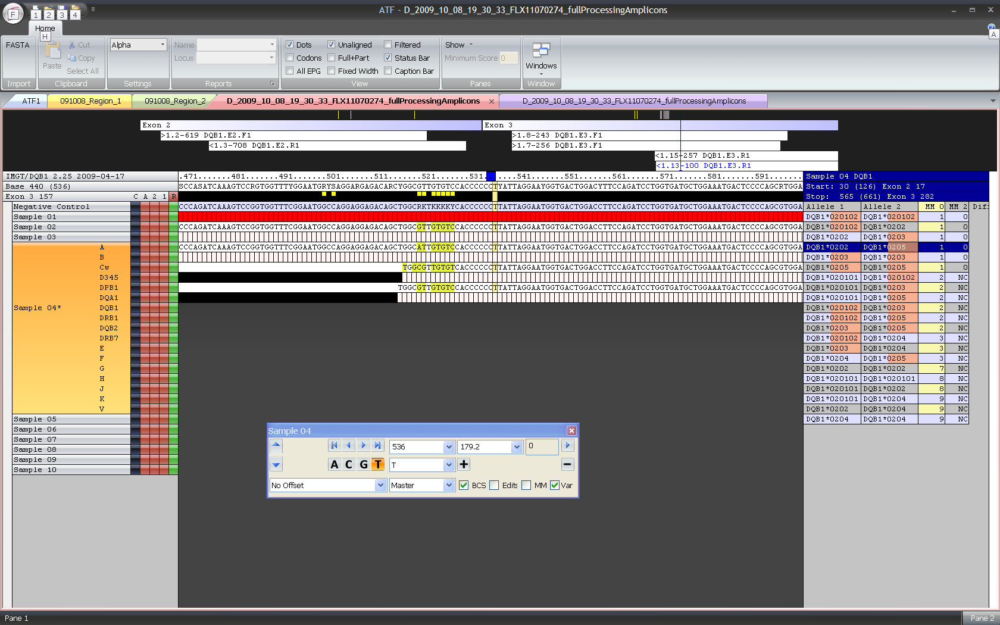 ATF - D_2009_10_08_19_30_33_FLX11070274_fullProcessingAmplicons
F 1 2 3 4
Home
H A
FASTA Cut Alpha Name Dots Unaligned Filtered Show
Paste Copy Locus Codons Full+Part Status Bar Minimum Score 0 Windows
Select All All EPG Fixed Width Caption Bar
Import Clipboard Settings Reports View Panes Window
ATF1 091008_Region_1 091008_Region_2 D_2009_10_08_19_30_33_FLX11070274_fullProcessingAmplicons D_2009_10_08_19_30_33_FLX11070274_fullProcessingAmplicons
Exon 2 Exon 3
>1.2-619 DQB1.E2.F1 >1.8-243 DQB1.E3.F1
<1.3-708 DQB1.E2.R1 >1.7-256 DQB1.E3.F1
<1.15-257 DQB1.E3.R1
<1.13-100 DQB1.E3.R1
IMGT/DQB1 2.25 2009-04-17 .471.......481.......491.......501.......511.......521.......531. .....541.......551.......561.......571.......581.......591....... Sample 04 DQB1
Base 440 (536) SCCASATCAAAGTCCRGTGGTTTYGGAATGRYSAGGARGAGACARCYGGCGTTGTGTCCACCCCCCTYATTAGGAAYGGTGACTGGACYTTCCAGATCCTGGTGATGCTGGAAATGACTCCCCAGCRTGGA Start: 30 (126) Exon 2 17
Exon 3 157 C A 2 1 R Stop: 565 (661) Exon 3 282
Negative Control CCCAGATCAAAGTCCGGTGGTTTCGGAATGGCCAGGAGGAGACAGCTGGCRKTKKKKYCACCCCCCTTATTAGGAATGGTGACTGGACCTTCCAGATCCTGGTGATGCTGGAAATGACTCCCCAGCGTGGA Allele 1 Allele 2 MM 0 MM 2 Dif
Sample 01 DQB1*020102 DQB1*020102 1 0
Sample 02 CCCAGATCAAAGTCCGGTGGTTTCGGAATGGCCAGGAGGAGACAGCTGGCGTTGTGTCCACCCCCCTTATTAGGAATGGTGACTGGACCTTCCAGATCCTGGTGATGCTGGAAATGACTCCCCAGCGTGGA DQB1*020102 DQB1*0202 1 0
Sample 03 DQB1*0202 DQB1*0203 1 0
A CCCAGATCAAAGTCCGGTGGTTTCGGAATGGCCAGGAGGAGACAGCTGGCATTGTGTCCACCCCCCTTATTAGGAATGGTGACTGGACCTTCCAGATCCTGGTGATGCTGGAAATGACTCCCCAGCGTGGA DQB1*0202 DQB1*0205 1 0
B DQB1*0203 DQB1*0203 1 0
Cw TGGCGTTGTGTCACCCCCCTTATTAGGAATGGTGACTGGACCTTCCAGATCCTGGTGATGCTGGAAATGACTCCCCAGCGTGGA DQB1*0205 DQB1*0205 1 0
D345 DQB1*020101 DQB1*020102 2 NC
DPB1 TGGCGTTGTGTCCACCCCCCTTATTAGGAATGGTGACTGGACCTTCCAGATCCTGGTGATGCTGGAAATGACTCCCCAGCGTGGA DQB1*020101 DQB1*0203 2 NC
DQA1 DQB1*020101 DQB1*0205 2 NC
Sample 04* DQB1 DQB1*020102 DQB1*0203 2 NC
DRB1 DQB1*020102 DQB1*0205 2 NC
DQB2 DQB1*0203 DQB1*0205 2 NC
DRB7 DQB1*020102 DQB1*0204 3 NC
E DQB1*0203 DQB1*0204 3 NC
F DQB1*0204 DQB1*0205 3 NC
G DQB1*0202 DQB1*0202 7 NC
H DQB1*020101 DQB1*020101 8 NC
J DQB1*020101 DQB1*0202 8 NC
K DQB1*020101 DQB1*0204 9 NC
V DQB1*0202 DQB1*0204 9 NC
Sample 05 DQB1*0204 DQB1*0204 9 NC
Sample 06
Sample 07
Sample 08
Sample 09
Sample 10
Sample 04
536 179.2 0
A C G T T
No Offset Master BCS Edits MM Var
Pane 1 Pane 2